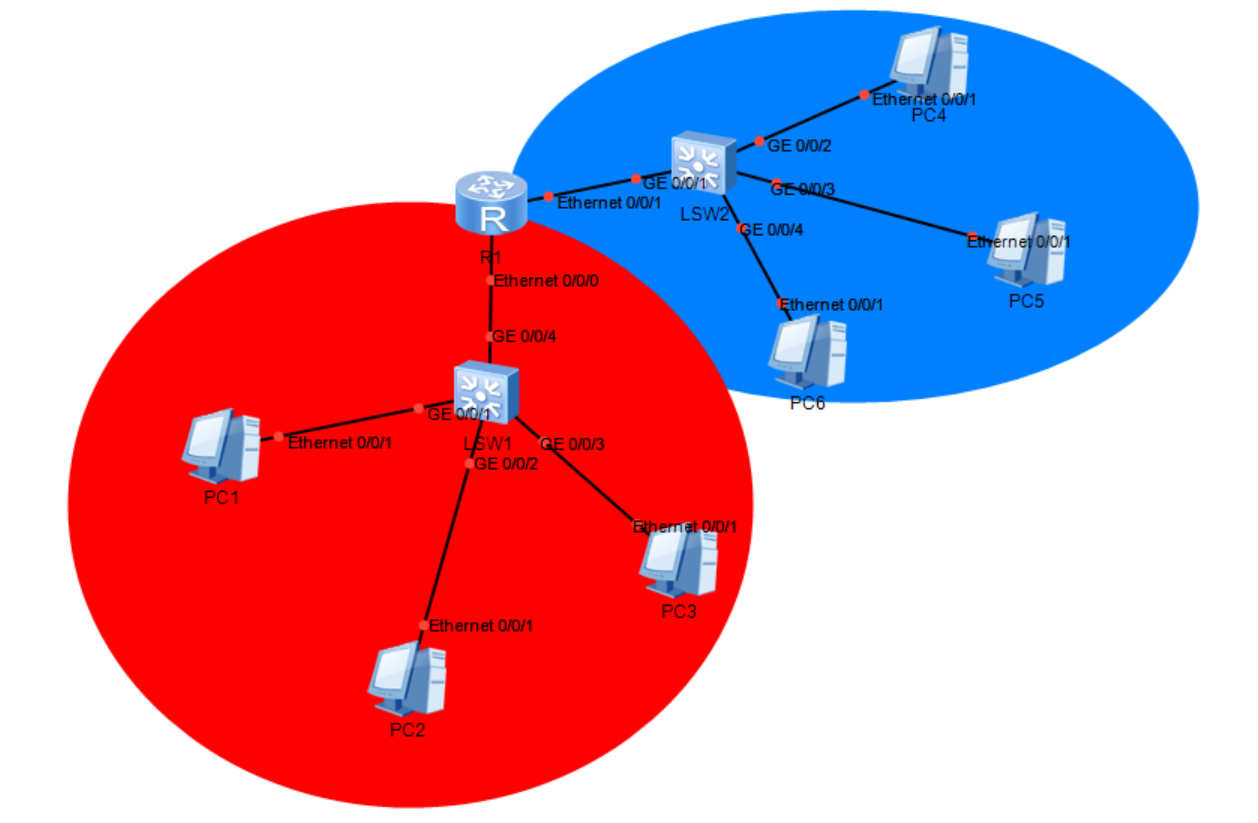 Ethernet 0/0/1
PC4
GE 0/0/2
GE 0/0/1
GE 0/0/3
Ethernet 0/0/1
LSW2
GE 0/0/4
Ethernet 0/0/1
PC5
R
R1
Ethernet 0/0/0
Ethernet 0/0/1
GE 0/0/4
PC6
GE 0/0/1
Ethernet 0/0/1
LSW1
GE 0/0/3
GE 0/0/2
PC1
Ethernet 0/0/1
PC3
Ethernet 0/0/1
PC2